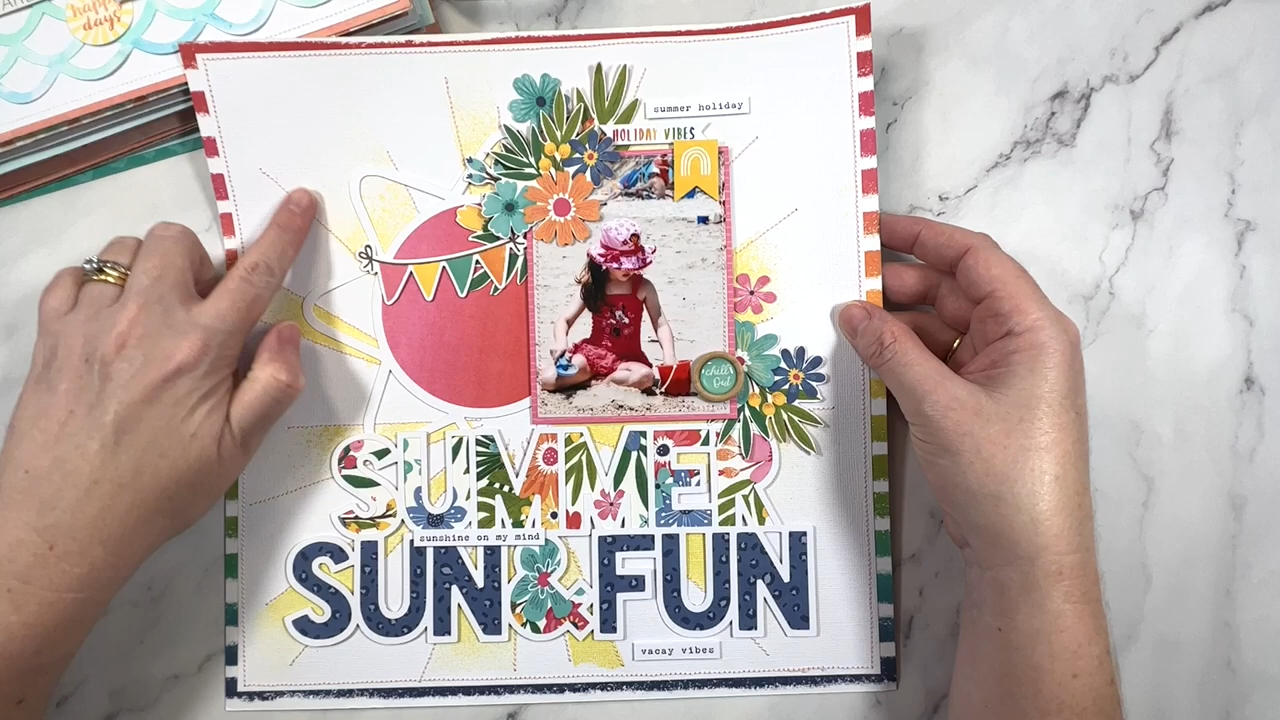 happy
days
summer holiday
HOLIDAY VIBES
chill
out
SUMMER
sunshine on my mind
SUN & FUN
vacay vibes